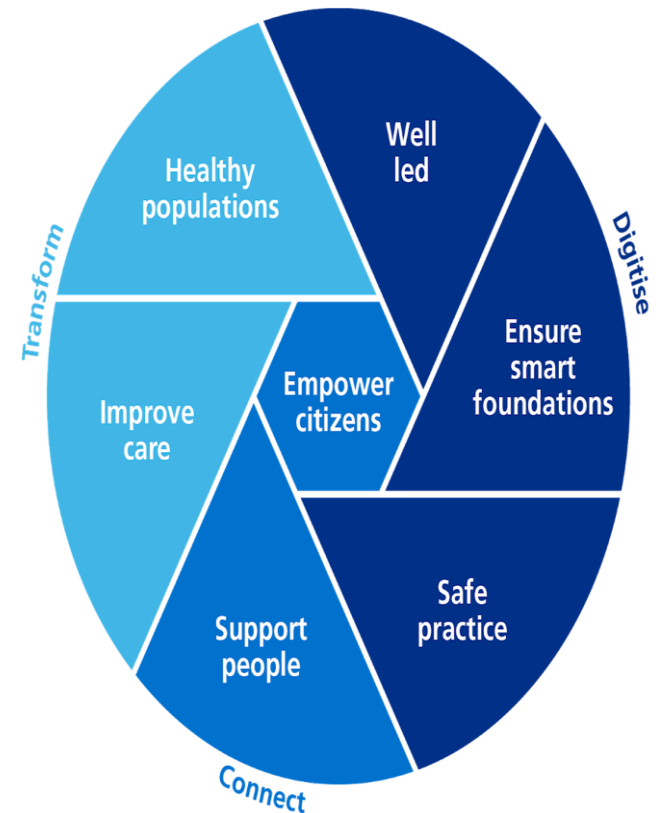 Well
led
Healthy
populations
Digitise
Transform
Ensure
smart
foundations
Empower
citizens
Improve
care
Safe
practice
Support
people
Connect